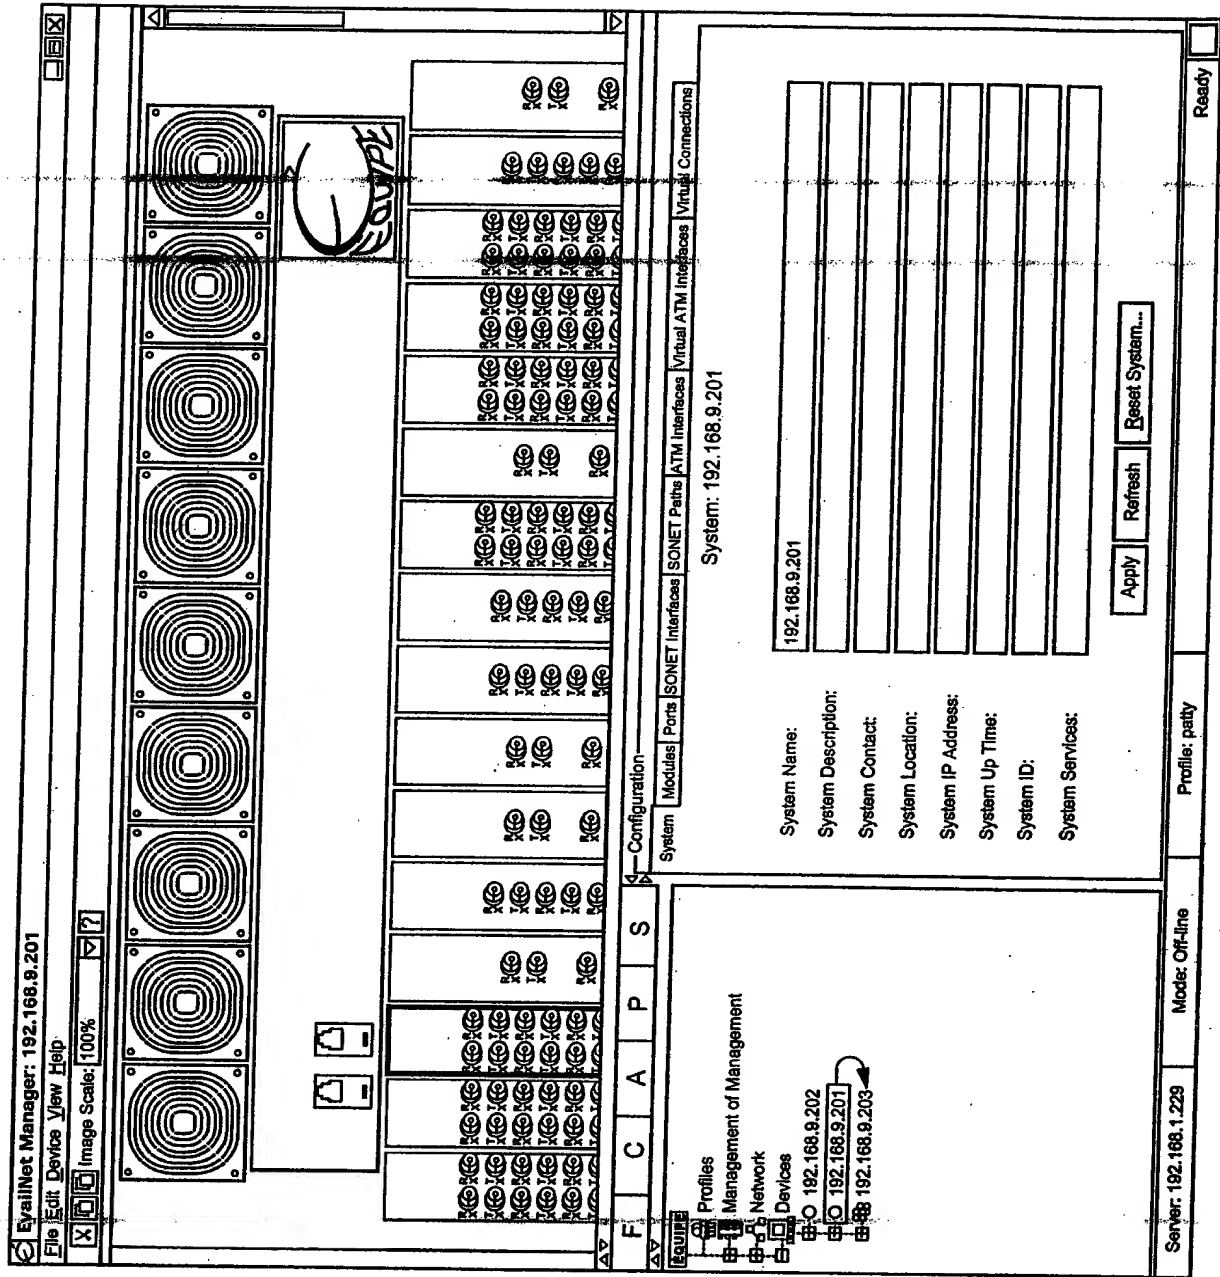 EvailNet Manager: 192.168.9.201
File Edit Device View Help
Image Scale: 100% ?
EQUIPE
F C A P S
EQUIPE
Profiles
Management of Management
Network
Devices
192.168.9.202
192.168.9.201
192.168.9.203
Configuration
System Modules Ports SONET Interfaces SONET Paths ATM Interfaces Virtual ATM Interfaces Virtual Connections
System: 192.168.9.201
System Name: 192.168.9.201
System Description:
System Contact:
System Location:
System IP Address:
System Up Time:
System ID:
System Services:
Apply Refresh Reset System...
Server: 192.168.1.229 Mode: Off-line Profile: patty Ready